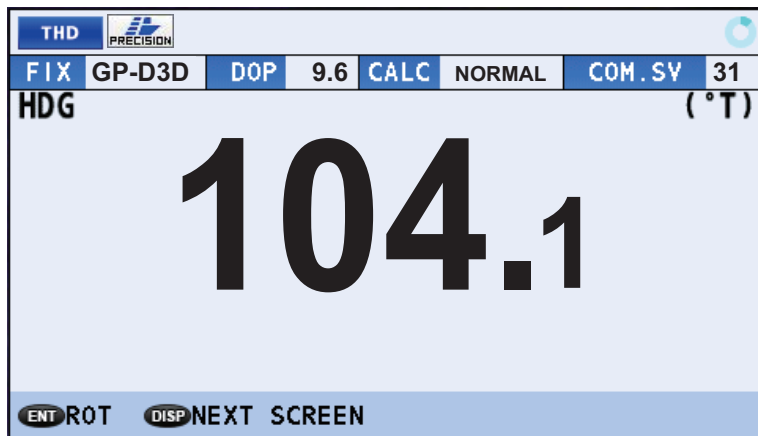 THD PRECISION
FIX GP-D3D DOP 9.6 CALC NORMAL COM.SV 31
HDG (°T)
104.1
ENT ROT DISP NEXT SCREEN